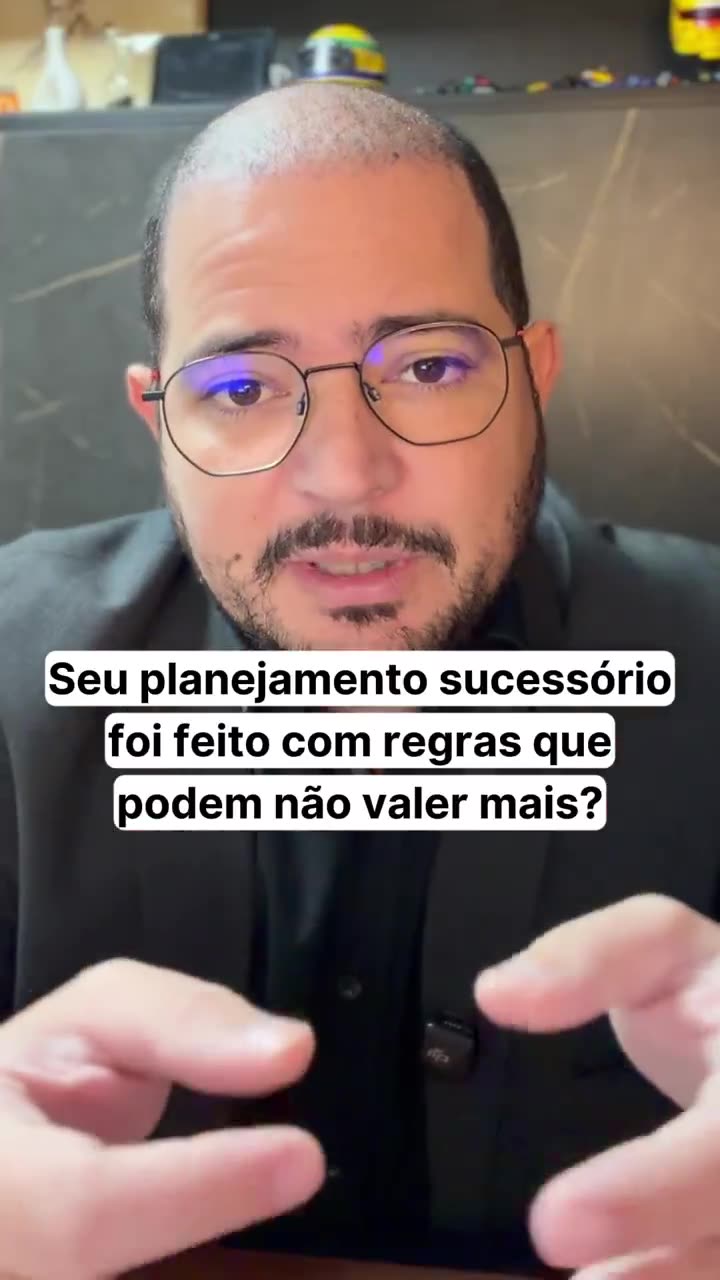 Seu planejamento sucessório
foi feito com regras que
podem não valer mais?